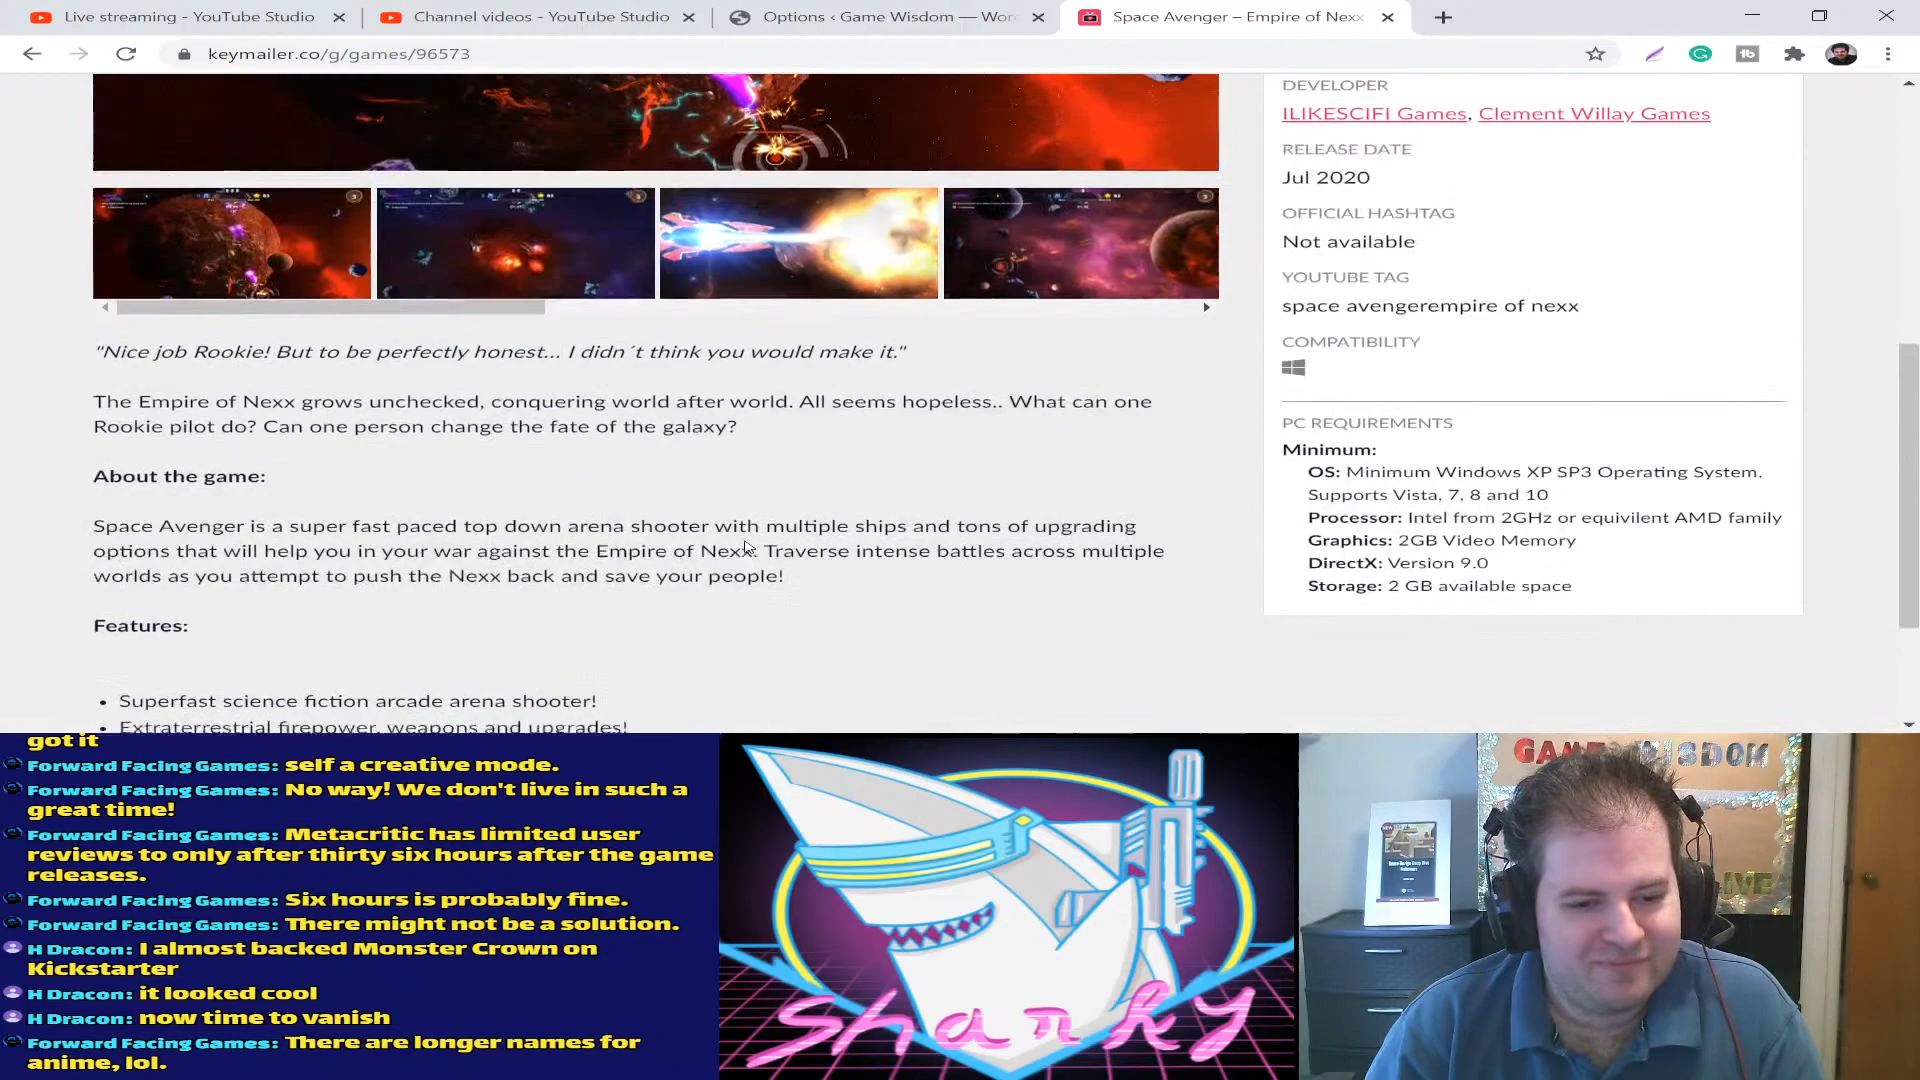 Live streaming - YouTube Studio
Channel videos - YouTube Studio
Options ‹ Game Wisdom — Wor
Space Avenger – Empire of Nexx
keymailer.co/g/games/96573
"Nice job Rookie! But to be perfectly honest... I didn´t think you would make it."
The Empire of Nexx grows unchecked, conquering world after world. All seems hopeless.. What can one
Rookie pilot do? Can one person change the fate of the galaxy?
About the game:
Space Avenger is a super fast paced top down arena shooter with multiple ships and tons of upgrading
options that will help you in your war against the Empire of Nexx. Traverse intense battles across multiple
worlds as you attempt to push the Nexx back and save your people!
Features:
• Superfast science fiction arcade arena shooter!
• Extraterrestrial firepower, weapons and upgrades!
DEVELOPER
ILIKESCIFI Games, Clement Willay Games
RELEASE DATE
Jul 2020
OFFICIAL HASHTAG
Not available
YOUTUBE TAG
space avengerempire of nexx
COMPATIBILITY
PC REQUIREMENTS
Minimum:
OS: Minimum Windows XP SP3 Operating System.
Supports Vista, 7, 8 and 10
Processor: Intel from 2GHz or equivilent AMD family
Graphics: 2GB Video Memory
DirectX: Version 9.0
Storage: 2 GB available space
got it
Forward Facing Games: self a creative mode.
Forward Facing Games: No way! We don't live in such a
great time!
Forward Facing Games: Metacritic has limited user
reviews to only after thirty six hours after the game
releases.
Forward Facing Games: Six hours is probably fine.
Forward Facing Games: There might not be a solution.
H Dracon: I almost backed Monster Crown on
Kickstarter
H Dracon: it looked cool
H Dracon: now time to vanish
Forward Facing Games: There are longer names for
anime, lol.
Sharky